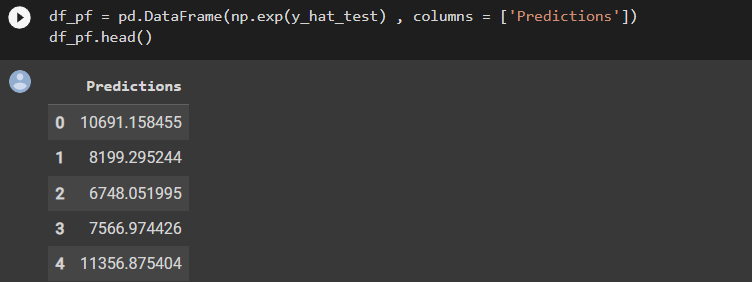 df_pf = pd.DataFrame(np.exp(y_hat_test) , columns = ['Predictions'])
df_pf.head()
Predictions
0 10691.158455
1 8199.295244
2 6748.051995
3 7566.974426
4 11356.875404